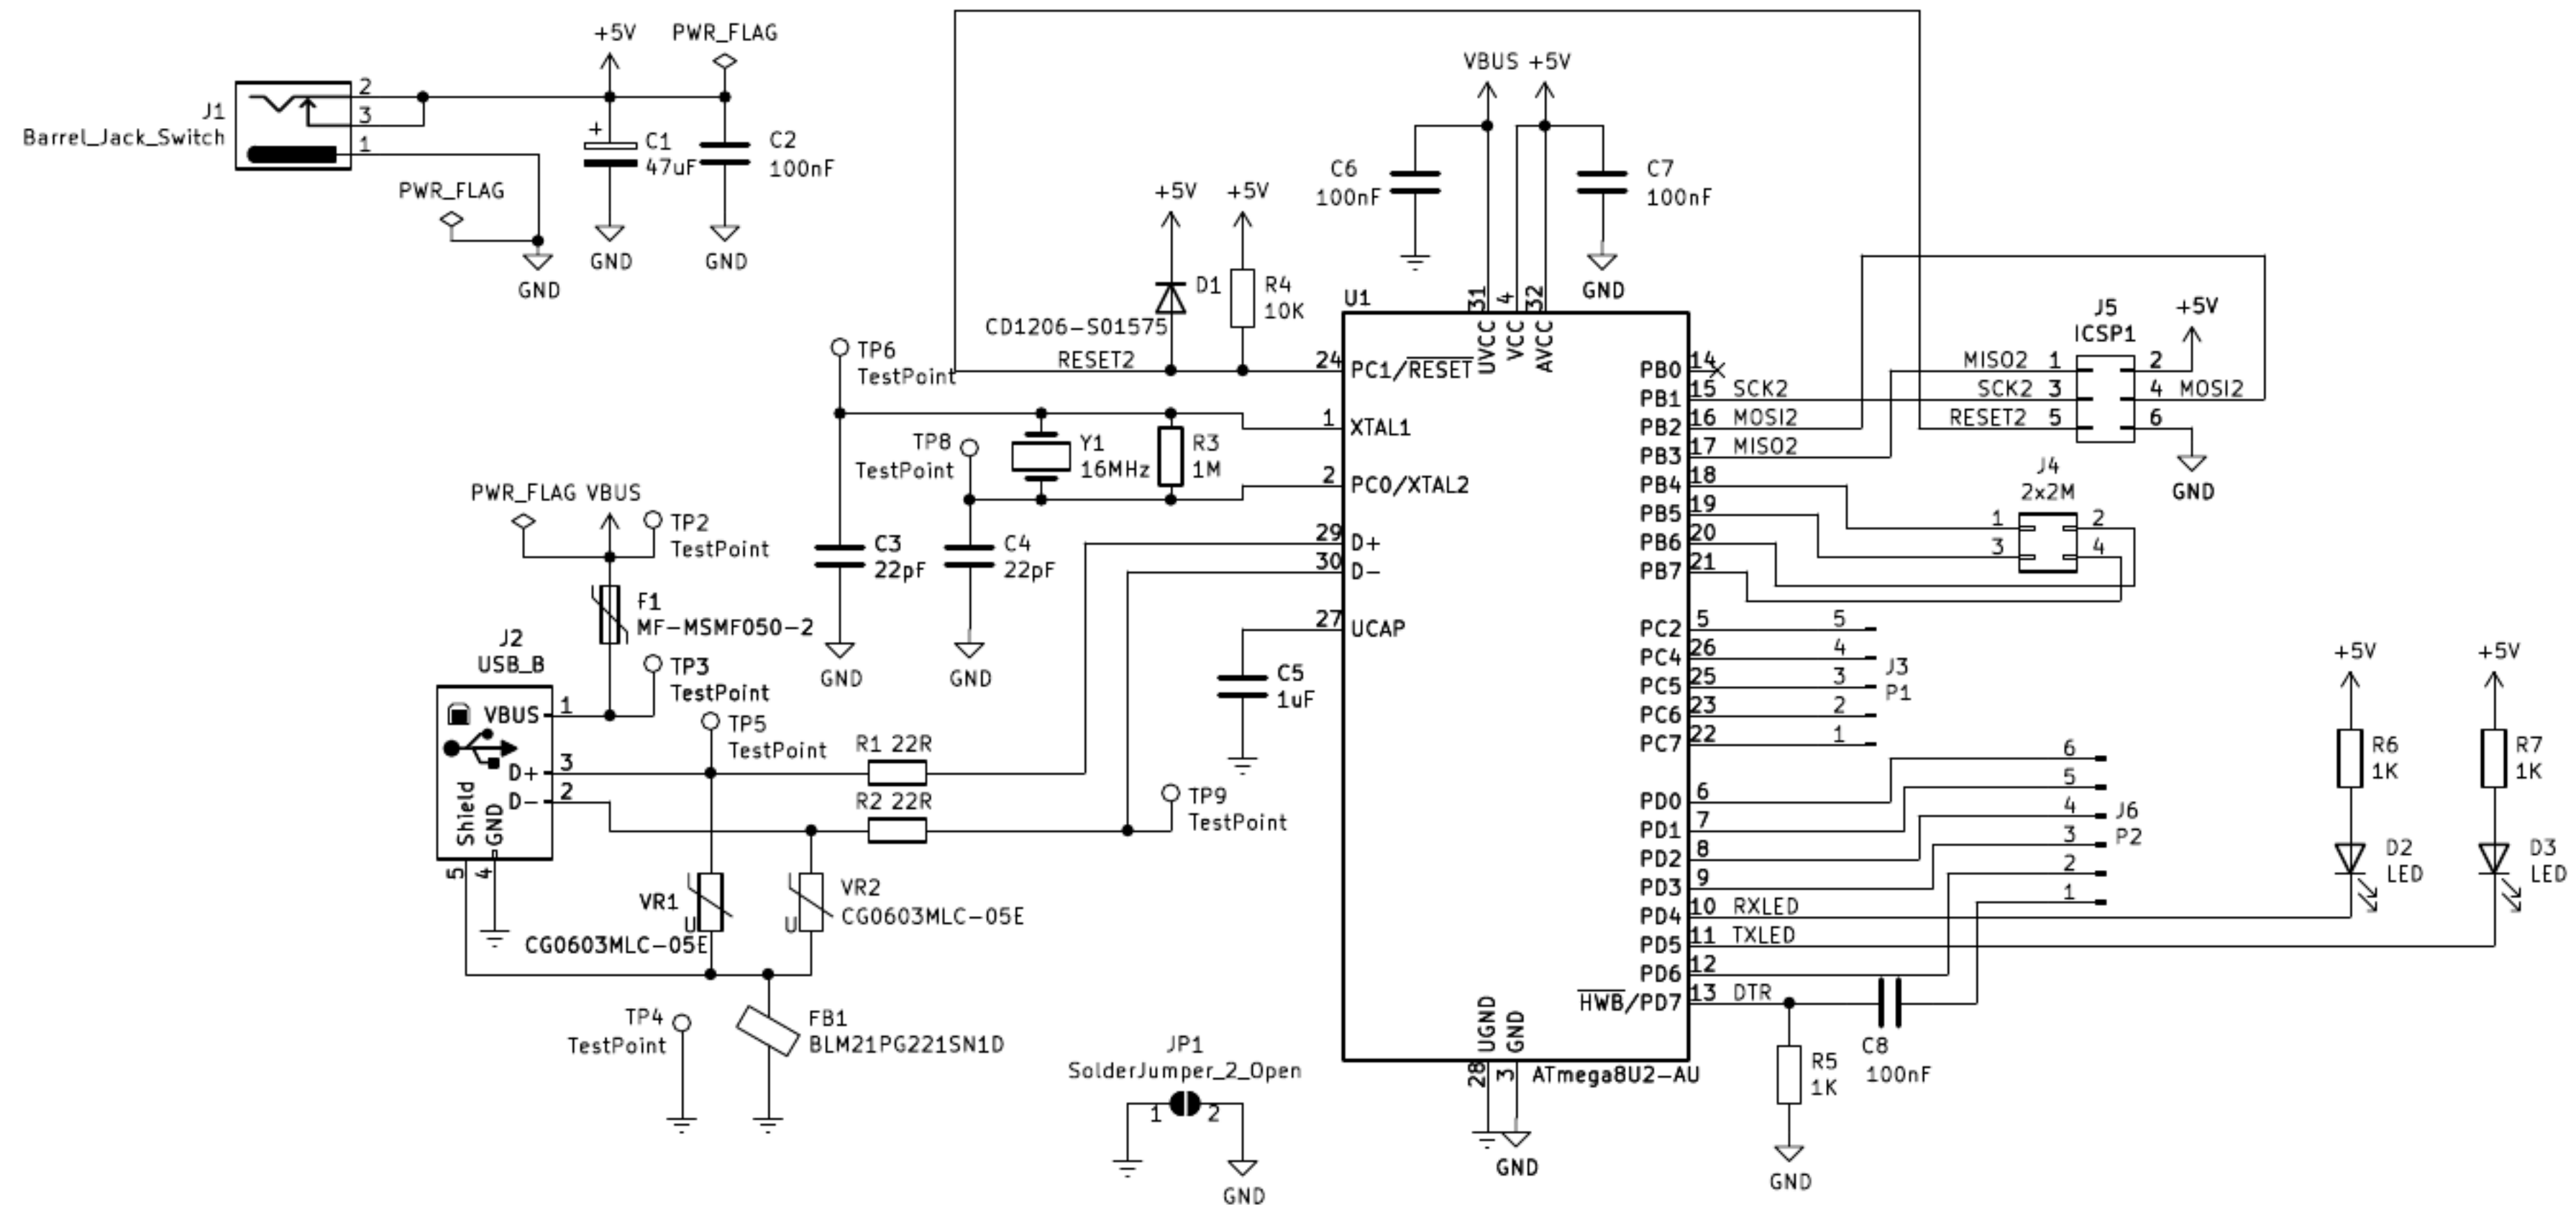 +5V
PWR_FLAG
J1
Barrel_Jack_Switch
2
3
1
+
C1
47uF
C2
100nF
PWR_FLAG
GND
GND
GND
VBUS
+5V
C6
100nF
C7
100nF
GND
+5V
+5V
D1
CD1206-S01575
R4
10K
RESET2
TP6
TestPoint
TP8
TestPoint
Y1
16MHz
R3
1M
C3
22pF
C4
22pF
GND
GND
PWR_FLAG
VBUS
TP2
TestPoint
F1
MF-MSMF050-2
J2
USB_B
TP3
TestPoint
VBUS
1
D+
3
D-
2
Shield
GND
5
4
TP5
TestPoint
R1 22R
R2 22R
TP9
TestPoint
VR1
U
CG0603MLC-05E
VR2
U
CG0603MLC-05E
TP4
TestPoint
FB1
BLM21PG221SN1D
JP1
SolderJumper_2_Open
1
2
GND
C5
1uF
U1
31
4
32
UVCC
VCC
AVCC
24
PC1/RESET
1
XTAL1
2
PC0/XTAL2
29
D+
30
D-
27
UCAP
PB0
14
PB1
15
SCK2
PB2
16
MOSI2
PB3
17
MISO2
PB4
18
PB5
19
PB6
20
PB7
21
PC2
5
PC4
26
PC5
25
PC6
23
PC7
22
PD0
6
PD1
7
PD2
8
PD3
9
PD4
10
RXLED
PD5
11
TXLED
PD6
12
HWB/PD7
13
DTR
UGND
GND
28
3
ATmega8U2-AU
GND
J5
ICSP1
+5V
MISO2
1
2
SCK2
3
4
MOSI2
RESET2
5
6
GND
J4
2x2M
1
2
3
4
5
4
3
2
1
J3
P1
6
5
4
3
2
1
J6
P2
R5
1K
GND
C8
100nF
+5V
R6
1K
D2
LED
+5V
R7
1K
D3
LED